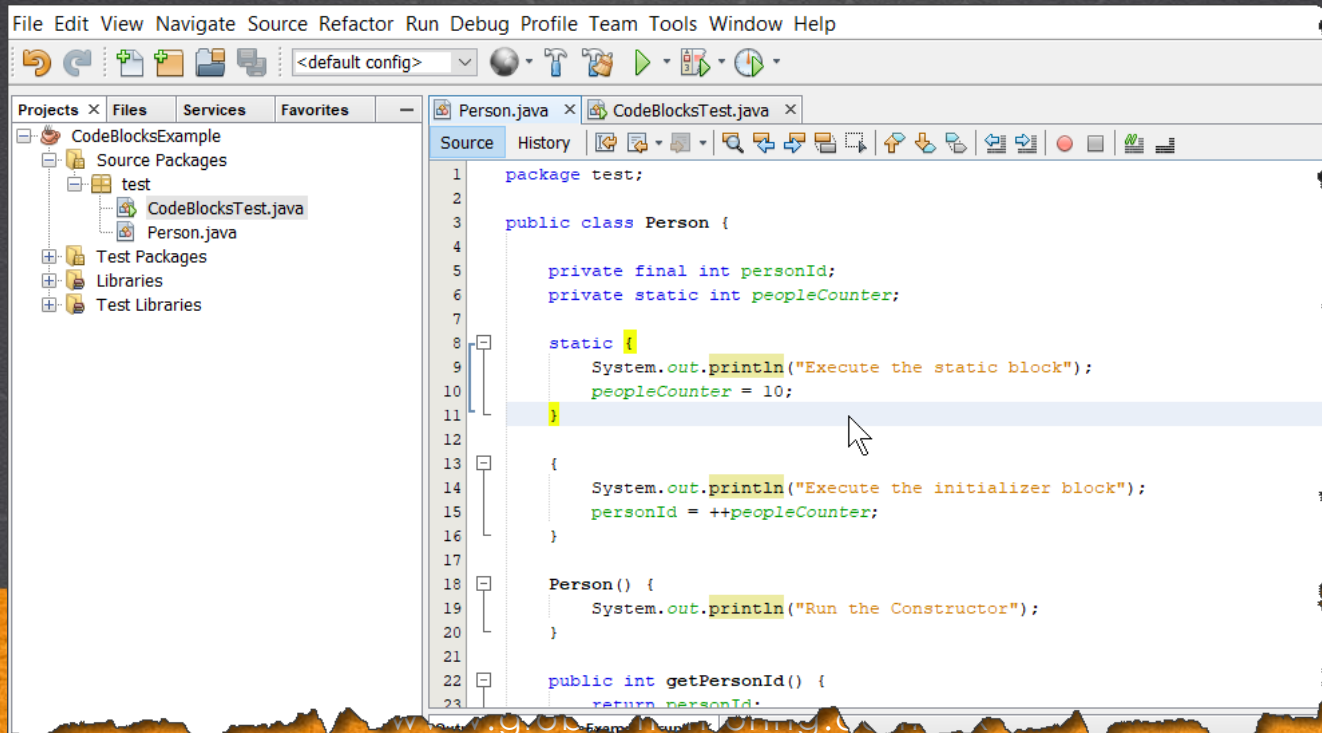 File Edit View Navigate Source Refactor Run Debug Profile Team Tools Window Help
<default config>
Projects Files Services Favorites
CodeBlocksExample
Source Packages
test
CodeBlocksTest.java
Person.java
Test Packages
Libraries
Test Libraries
Person.java CodeBlocksTest.java
Source History
1 package test;
2
3 public class Person {
4
5 private final int personId;
6 private static int peopleCounter;
7
8 static {
9 System.out.println("Execute the static block");
10 peopleCounter = 10;
11 }
12
13 {
14 System.out.println("Execute the initializer block");
15 personId = ++peopleCounter;
16 }
17
18 Person() {
19 System.out.println("Run the Constructor");
20 }
21
22 public int getPersonId() {
23 return personId;